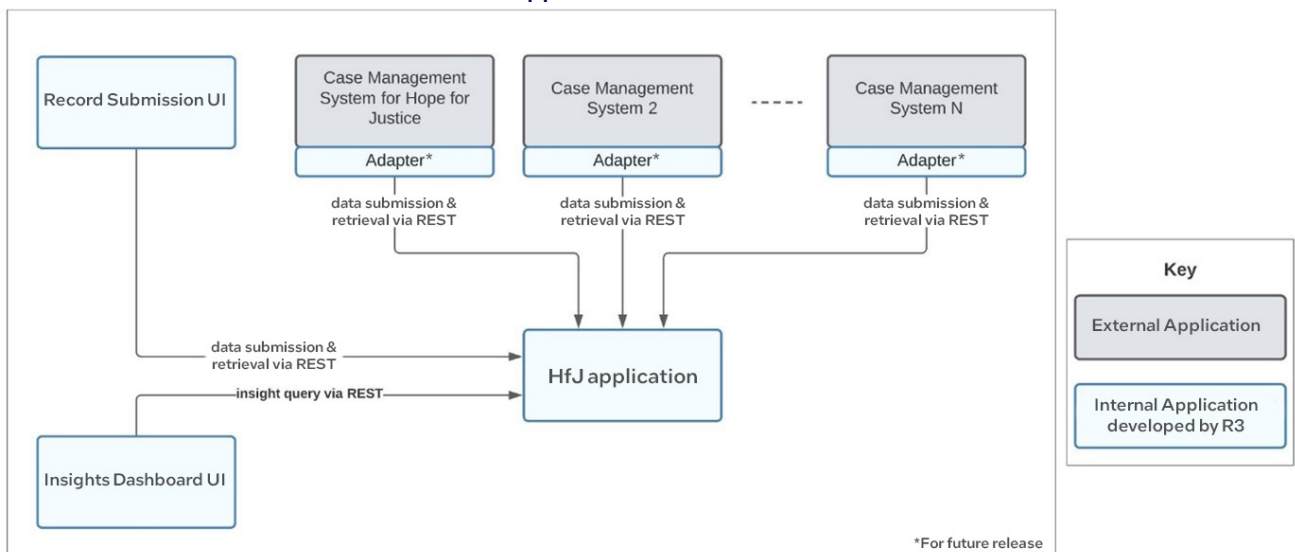 Record Submission UI
Case Management
System for Hope for
Justice
Adapter*
Case Management
System 2
Adapter*
Case Management
System N
Adapter*
data submission &
retrieval via REST
data submission &
retrieval via REST
data submission &
retrieval via REST
data submission &
retrieval via REST
insight query via REST
HfJ application
Insights Dashboard UI
*For future release
Key
External Application
Internal Application
developed by R3